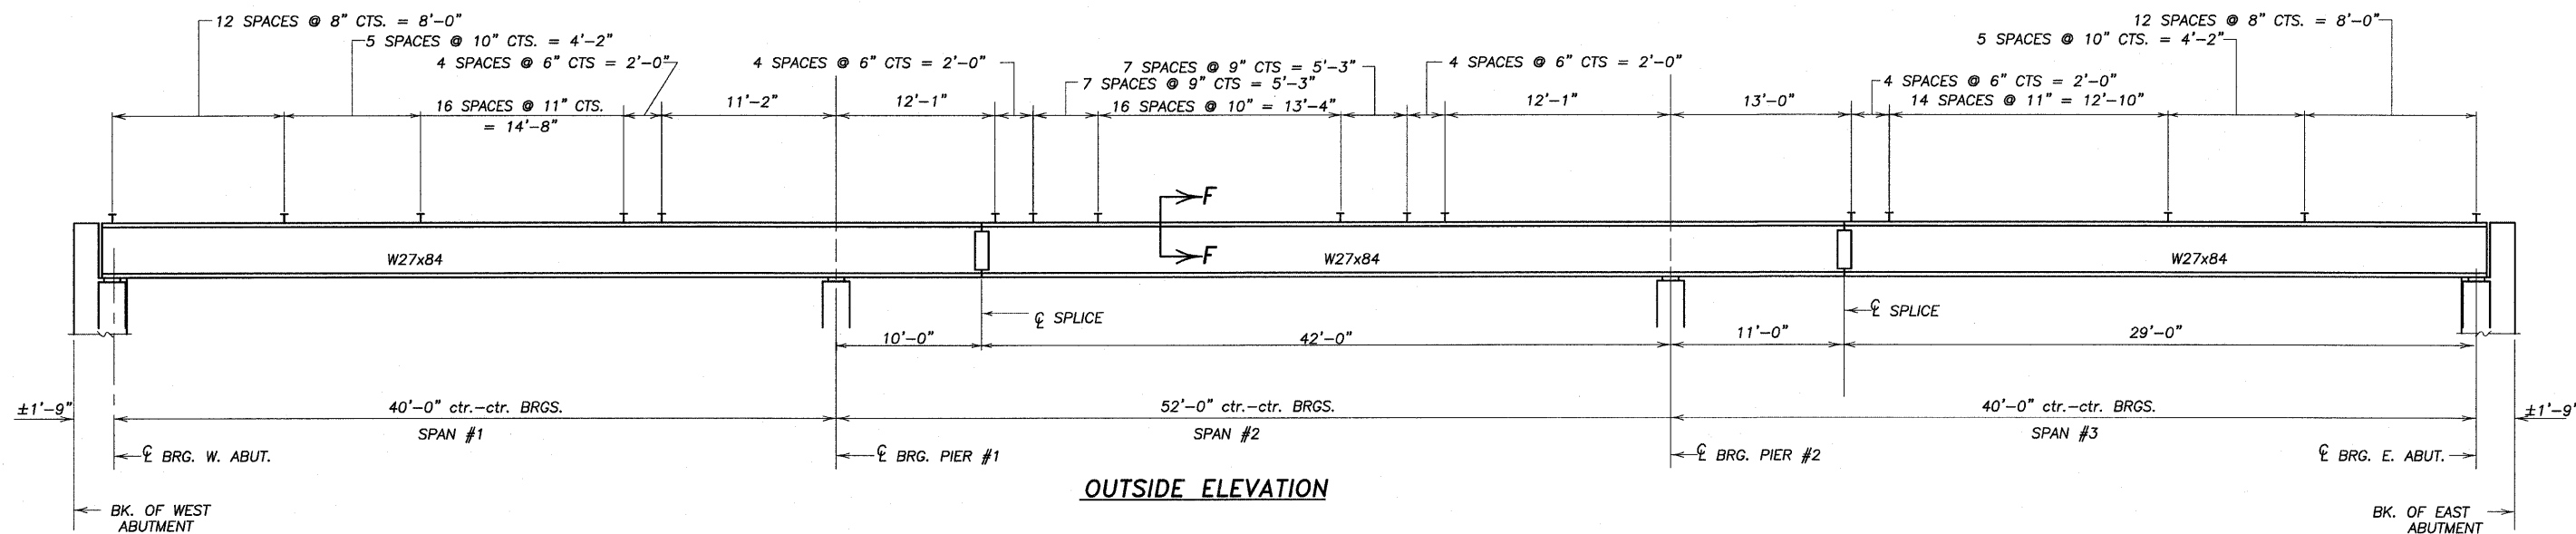 12 SPACES @ 8" CTS. = 8'-0"
5 SPACES @ 10" CTS. = 4'-2"
4 SPACES @ 6" CTS = 2'-0"
16 SPACES @ 11" CTS.
= 14'-8"
11'-2"
4 SPACES @ 6" CTS = 2'-0"
12'-1"
7 SPACES @ 9" CTS = 5'-3"
7 SPACES @ 9" CTS = 5'-3"
16 SPACES @ 10" = 13'-4"
4 SPACES @ 6" CTS = 2'-0"
12'-1"
13'-0"
12 SPACES @ 8" CTS. = 8'-0"
5 SPACES @ 10" CTS. = 4'-2"
4 SPACES @ 6" CTS = 2'-0"
14 SPACES @ 11" = 12'-10"
F
F
W27x84
W27x84
W27x84
℄ SPLICE
℄ SPLICE
10'-0"
42'-0"
11'-0"
29'-0"
±1'-9"
40'-0" ctr.-ctr. BRGS.
52'-0" ctr.-ctr. BRGS.
40'-0" ctr.-ctr. BRGS.
±1'-9"
SPAN #1
SPAN #2
SPAN #3
℄ BRG. W. ABUT.
℄ BRG. PIER #1
℄ BRG. PIER #2
℄ BRG. E. ABUT.
OUTSIDE ELEVATION
BK. OF WEST
ABUTMENT
BK. OF EAST
ABUTMENT